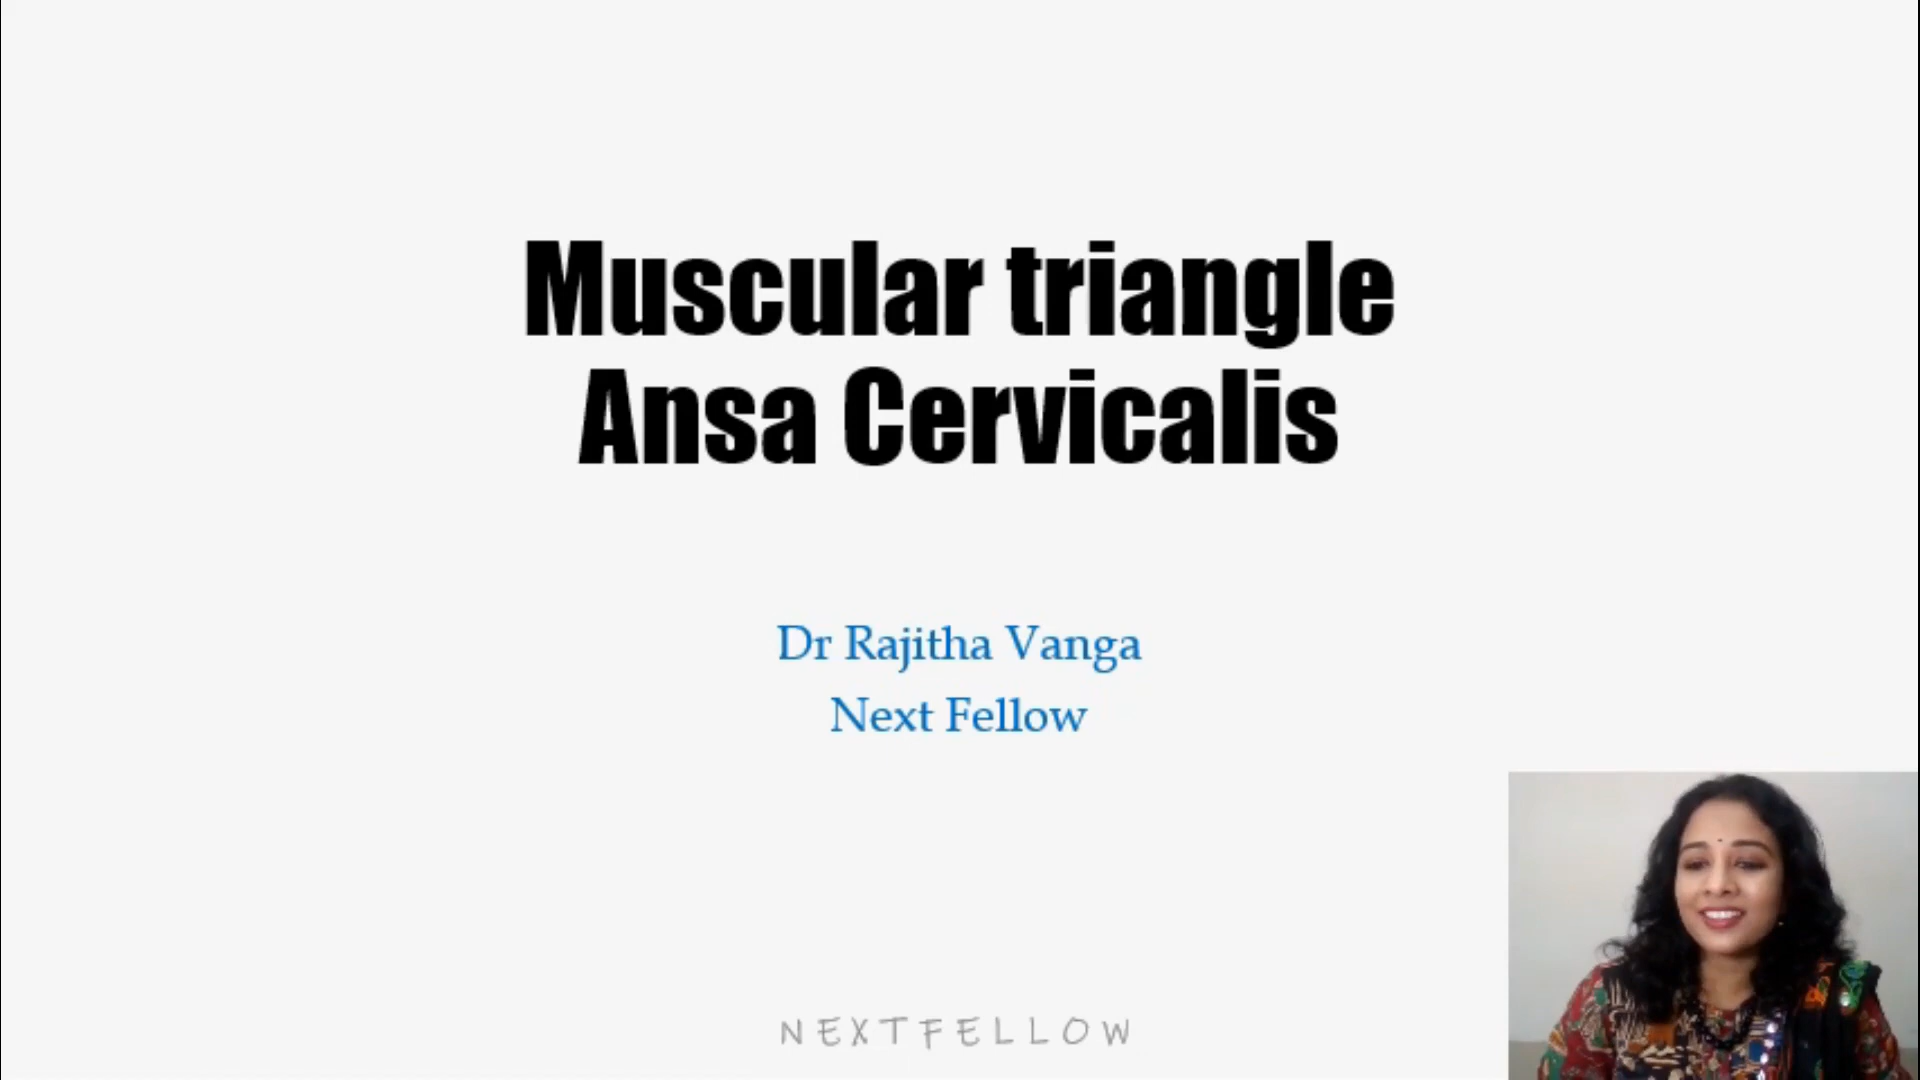 Muscular triangle
Ansa Cervicalis
Dr Rajitha Vanga
Next Fellow
NEXTFELLOW